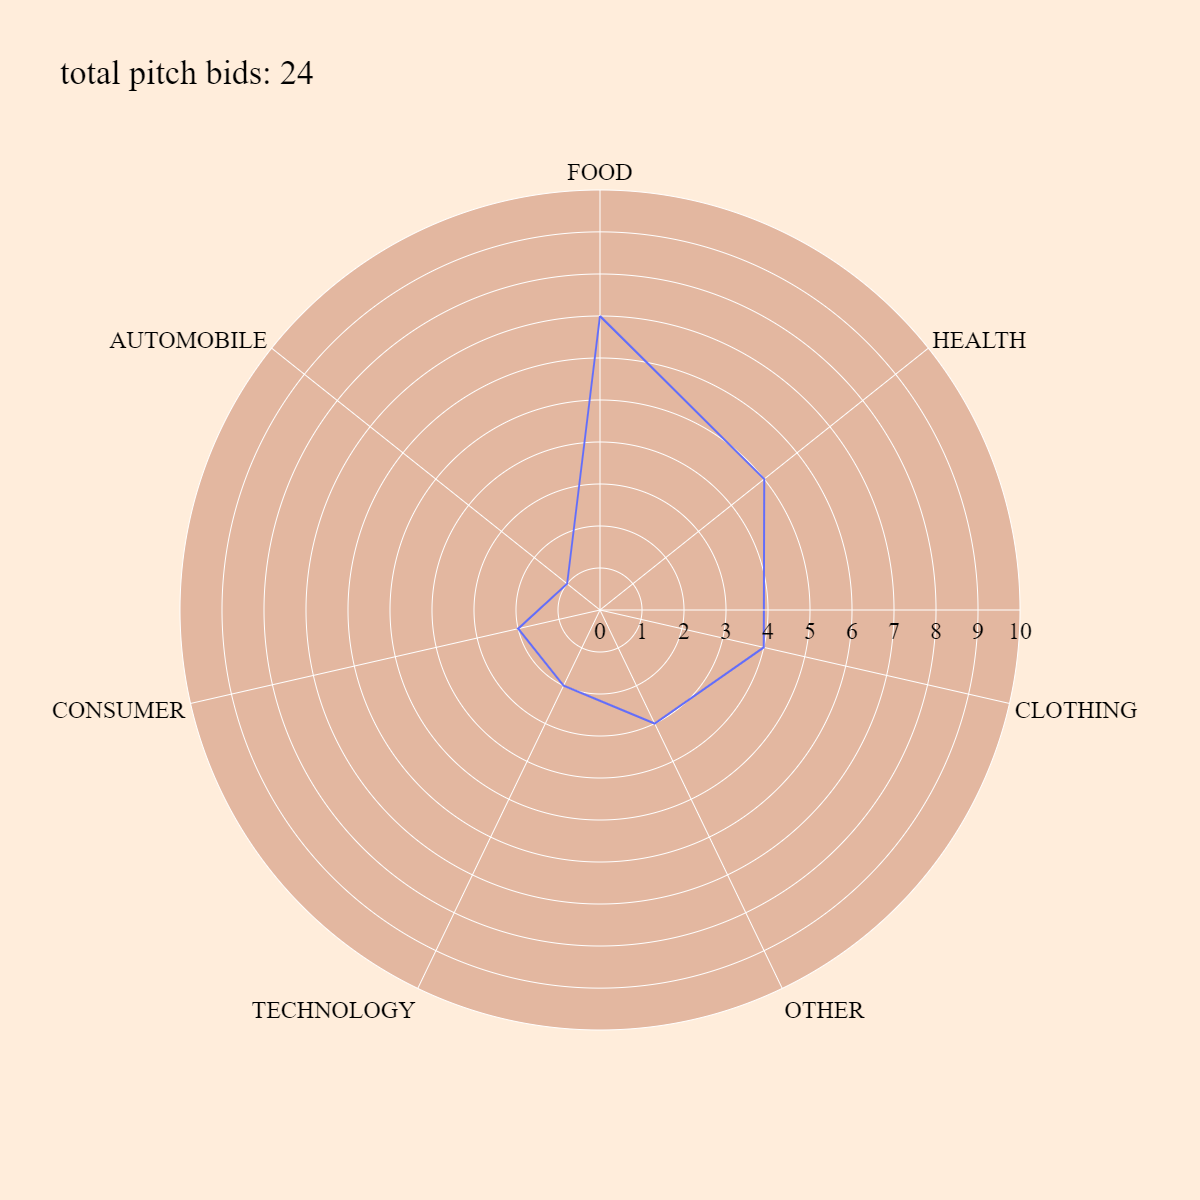 total pitch bids: 24
FOOD
AUTOMOBILE
HEALTH
0 1 2 3 4 5 6 7 8 9 10
CONSUMER
CLOTHING
TECHNOLOGY
OTHER